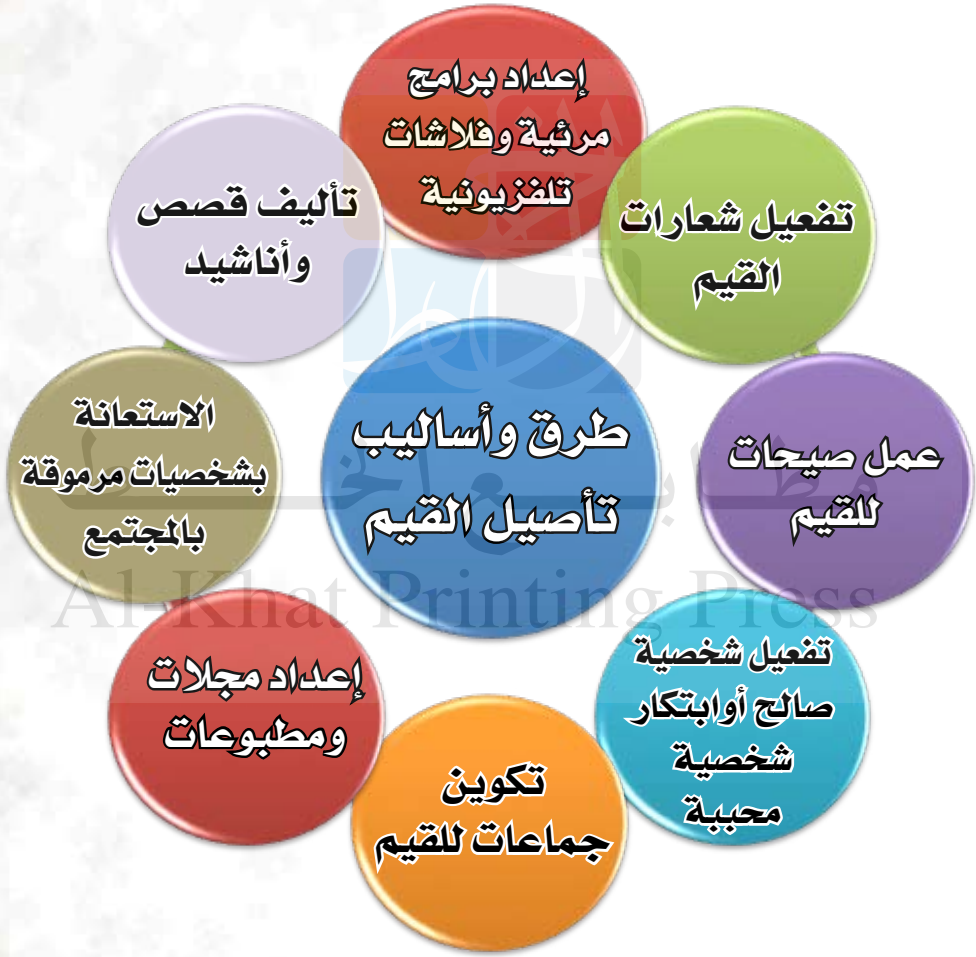 إعداد برامج
مرئية وفلاشات
تلفزيونية
تفعيل شعارات
القيم
عمل صيحات
للقيم
تفعيل شخصية
صالح أوابتكار
شخصية
محببة
تكوين
جماعات للقيم
إعداد مجلات
ومطبوعات
الاستعانة
بشخصيات مرموقة
بالمجتمع
تأليف قصص
وأناشيد
طرق وأساليب
تأصيل القيم
مطابع الخط
Al-Khat Printing Press